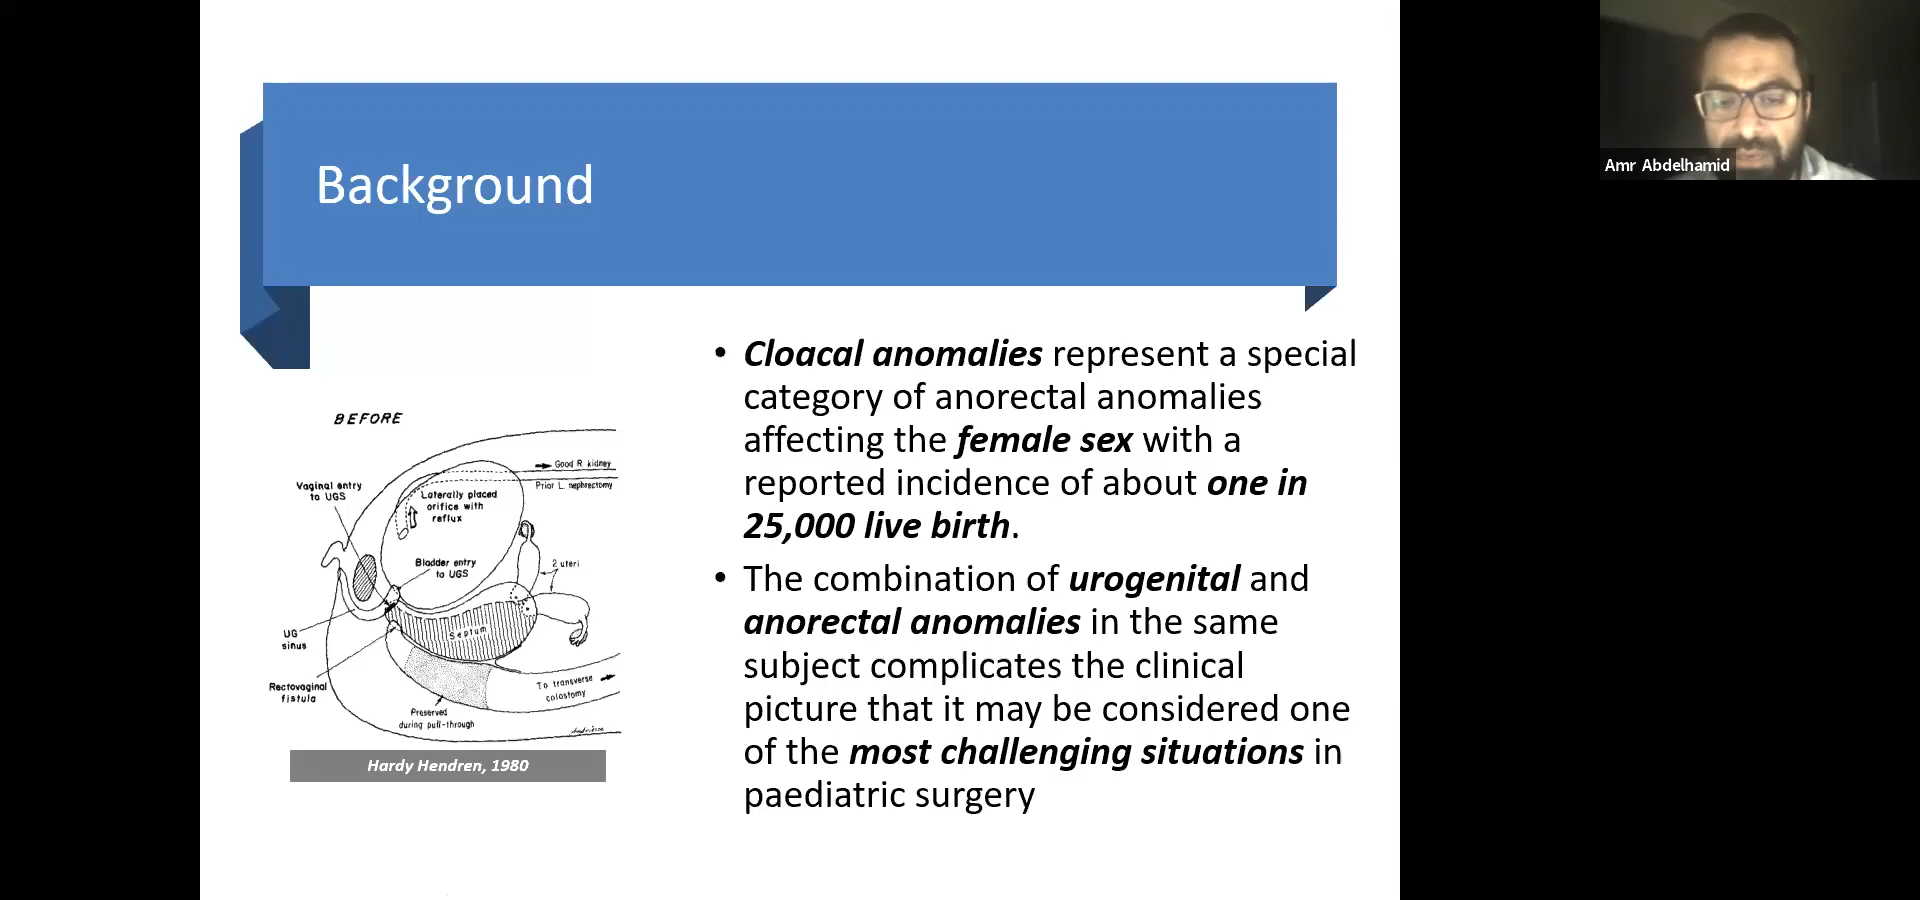 Amr Abdelhamid
Background
• Cloacal anomalies represent a special
category of anorectal anomalies
affecting the female sex with a
reported incidence of about one in
25,000 live birth.
• The combination of urogenital and
anorectal anomalies in the same
subject complicates the clinical
picture that it may be considered one
of the most challenging situations in
paediatric surgery
BEFORE
Good R. kidney
Prior L. nephrectomy
Vaginal entry
to UGS
Laterally placed
orifice with
reflux
Bladder entry
to UGS
2 uteri
Septum
UG
sinus
Rectovaginal
fistula
To transverse
colostomy
Preserved
during pull-through
Hardy Hendren, 1980